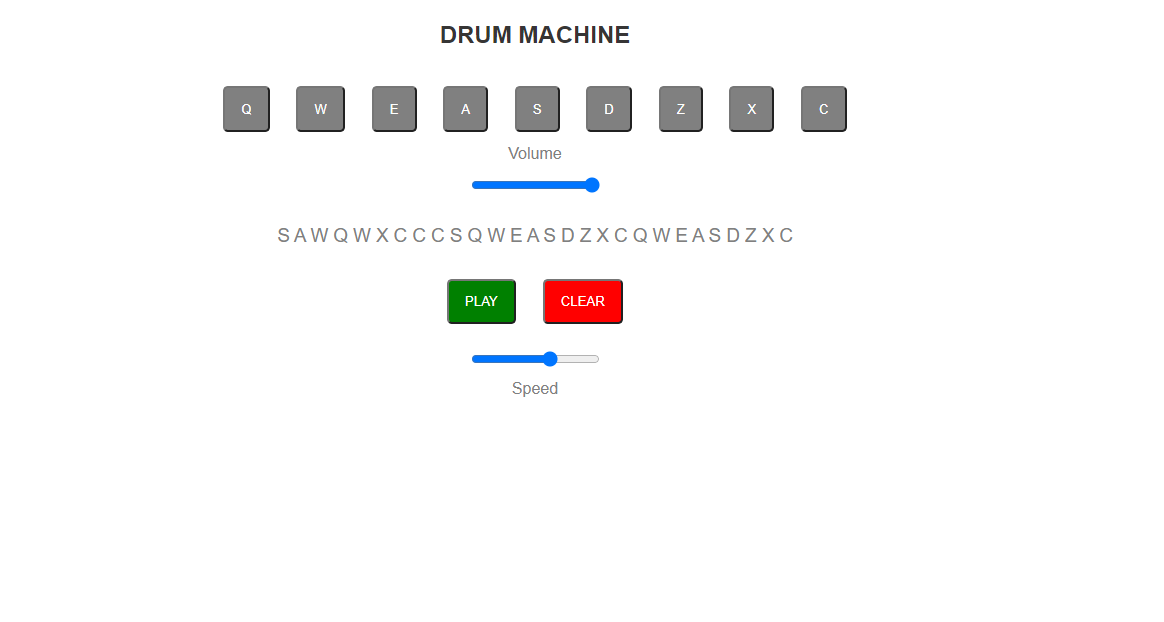 DRUM MACHINE
Q W E A S D Z X C
Volume
S A W Q W X C C C S Q W E A S D Z X C Q W E A S D Z X C
PLAY CLEAR
Speed